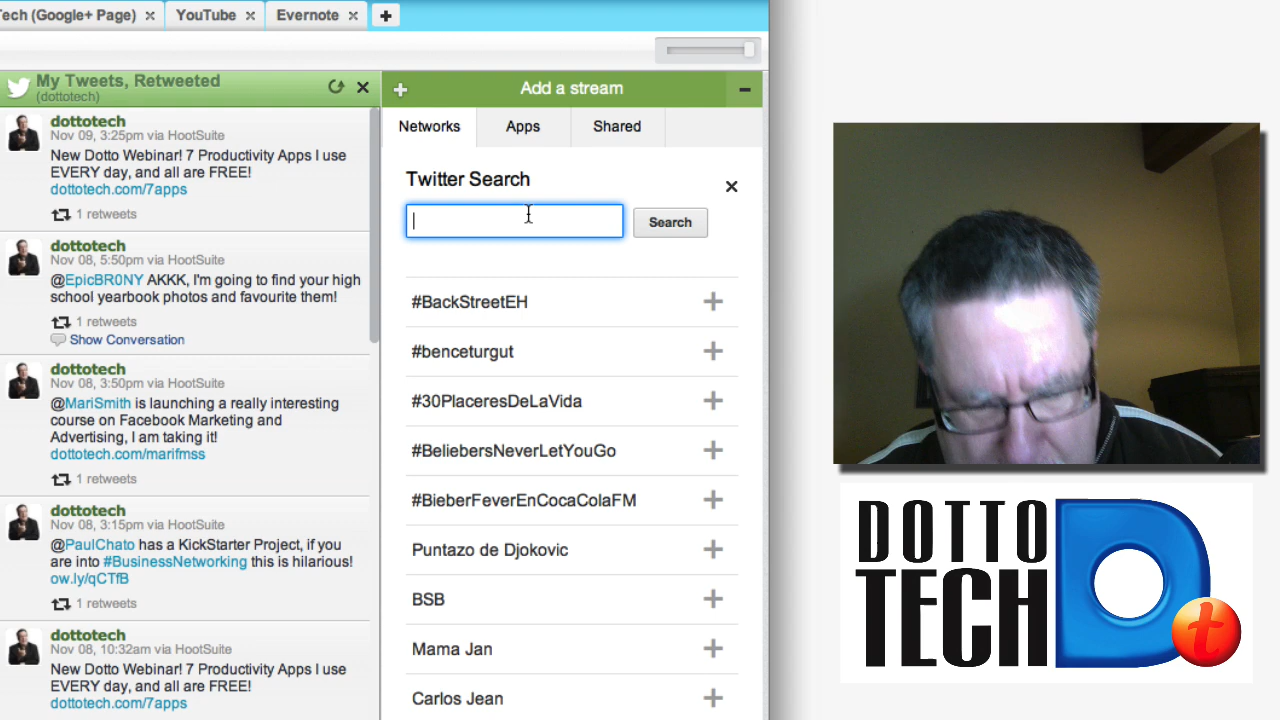 Tech (Google+ Page)
YouTube
Evernote
My Tweets, Retweeted
(dottotech)
dottotech
Nov 09, 3:25pm via HootSuite
New Dotto Webinar! 7 Productivity Apps I use
EVERY day, and all are FREE!
dottotech.com/7apps
1 retweets
dottotech
Nov 08, 5:50pm via HootSuite
@EpicBR0NY AKKK, I'm going to find your high
school yearbook photos and favourite them!
1 retweets
Show Conversation
dottotech
Nov 08, 3:50pm via HootSuite
@MariSmith is launching a really interesting
course on Facebook Marketing and
Advertising, I am taking it!
dottotech.com/marifmss
1 retweets
dottotech
Nov 08, 3:15pm via HootSuite
@PaulChato has a KickStarter Project, if you
are into #BusinessNetworking this is hilarious!
ow.ly/qCTfB
1 retweets
dottotech
Nov 08, 10:32am via HootSuite
New Dotto Webinar! 7 Productivity Apps I use
EVERY day, and all are FREE!
dottotech.com/7apps
Add a stream
Networks
Apps
Shared
Twitter Search
Search
#BackStreetEH
#benceturgut
#30PlaceresDeLaVida
#BeliebersNeverLetYouGo
#BieberFeverEnCocaColaFM
Puntazo de Djokovic
BSB
Mama Jan
Carlos Jean
DOTTO
TECH
D
t